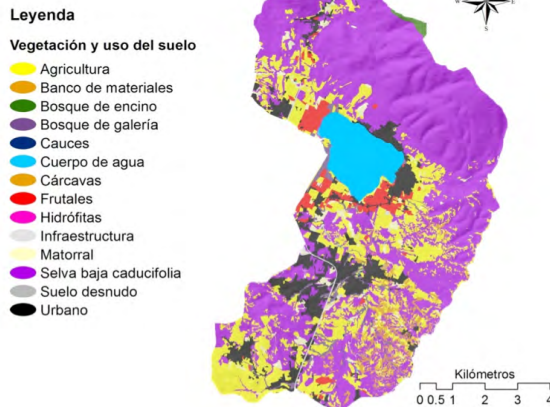 Leyenda
Vegetación y uso del suelo
Agricultura
Banco de materiales
Bosque de encino
Bosque de galería
Cauces
Cuerpo de agua
Cárcavas
Frutales
Hidrófitas
Infraestructura
Matorral
Selva baja caducifolia
Suelo desnudo
Urbano
S
Kilómetros
0 0.5 1 2 3 4